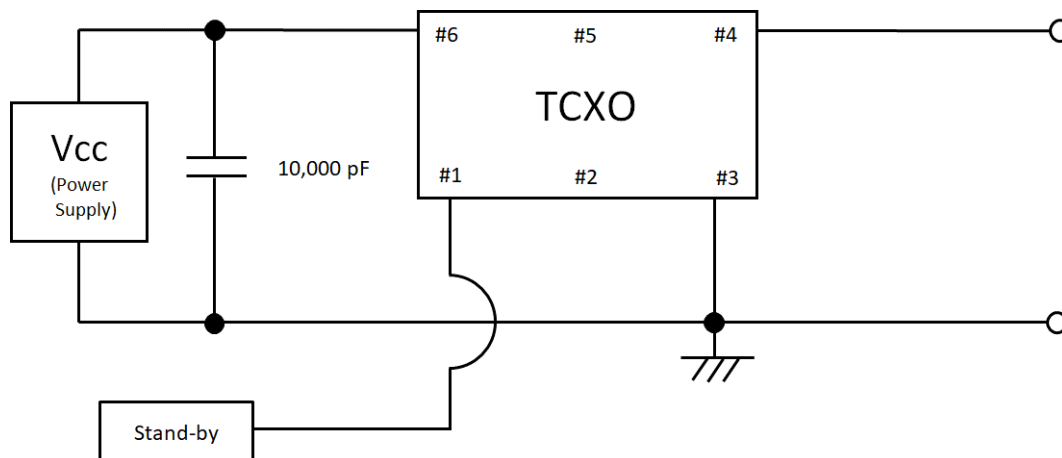 #6
#5
#4
TCXO
Vcc
(Power
Supply)
10,000 pF
#1
#2
#3
Stand-by